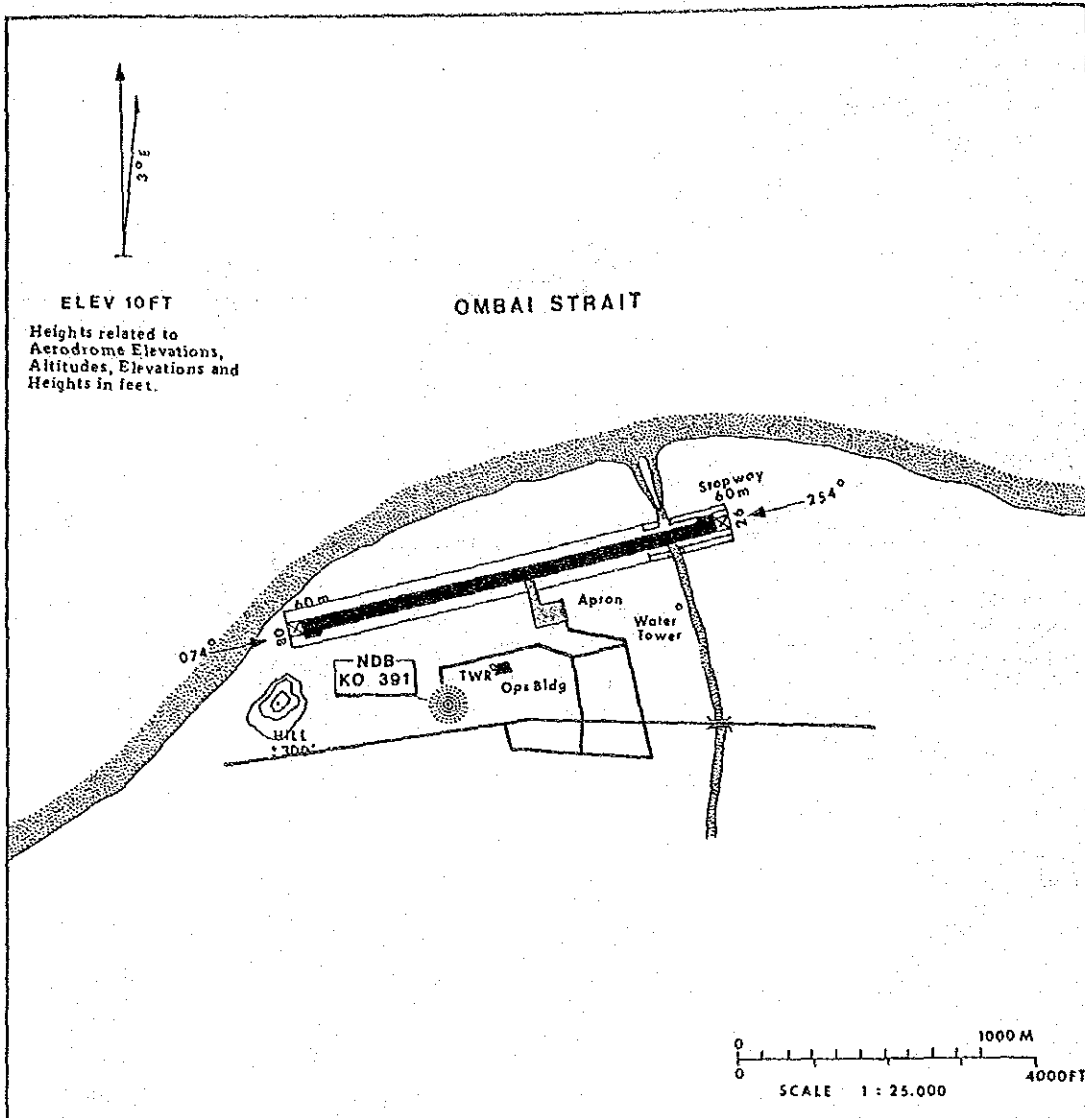 3°E
ELEV 10FT
Heights related to
Aerodrome Elevations,
Altitudes, Elevations and
Heights in feet.
OMBAI STRAIT
Stopway
60m
254°
26
60m
Apron
Water
Tower
08
074°
NDB
KO 391
TWR
Ops Bldg
HILL
300'
0
1000 M
0
4000FT
SCALE 1 : 25.000